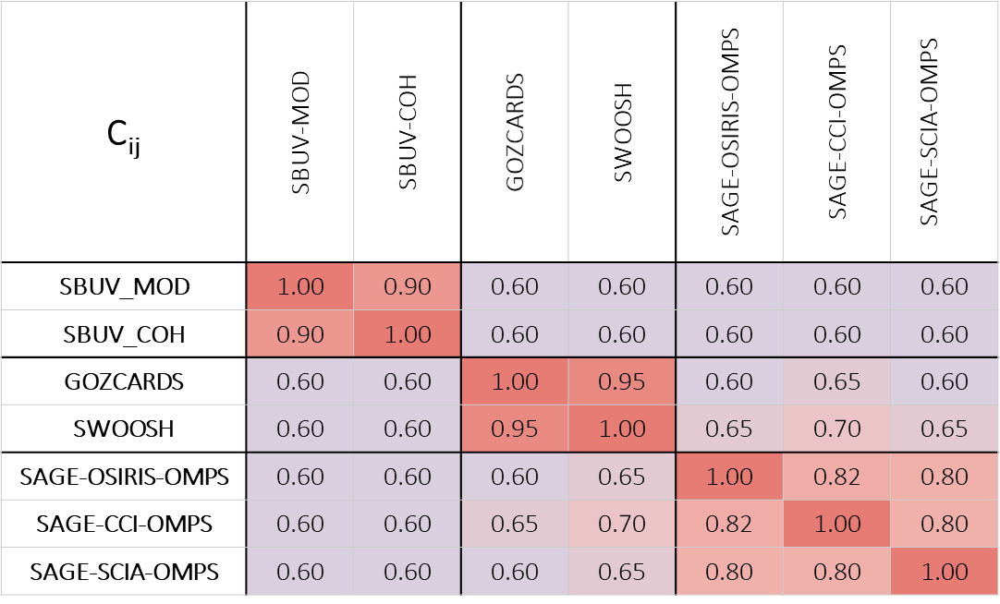 Cij SBUV-MOD SBUV-COH GOZCARDS SWOOSH SAGE-OSIRIS-OMPS SAGE-CCI-OMPS SAGE-SCIA-OMPS
SBUV_MOD 1.00 0.90 0.60 0.60 0.60 0.60 0.60
SBUV_COH 0.90 1.00 0.60 0.60 0.60 0.60 0.60
GOZCARDS 0.60 0.60 1.00 0.95 0.60 0.65 0.60
SWOOSH 0.60 0.60 0.95 1.00 0.65 0.70 0.65
SAGE-OSIRIS-OMPS 0.60 0.60 0.60 0.65 1.00 0.82 0.80
SAGE-CCI-OMPS 0.60 0.60 0.65 0.70 0.82 1.00 0.80
SAGE-SCIA-OMPS 0.60 0.60 0.60 0.65 0.80 0.80 1.00